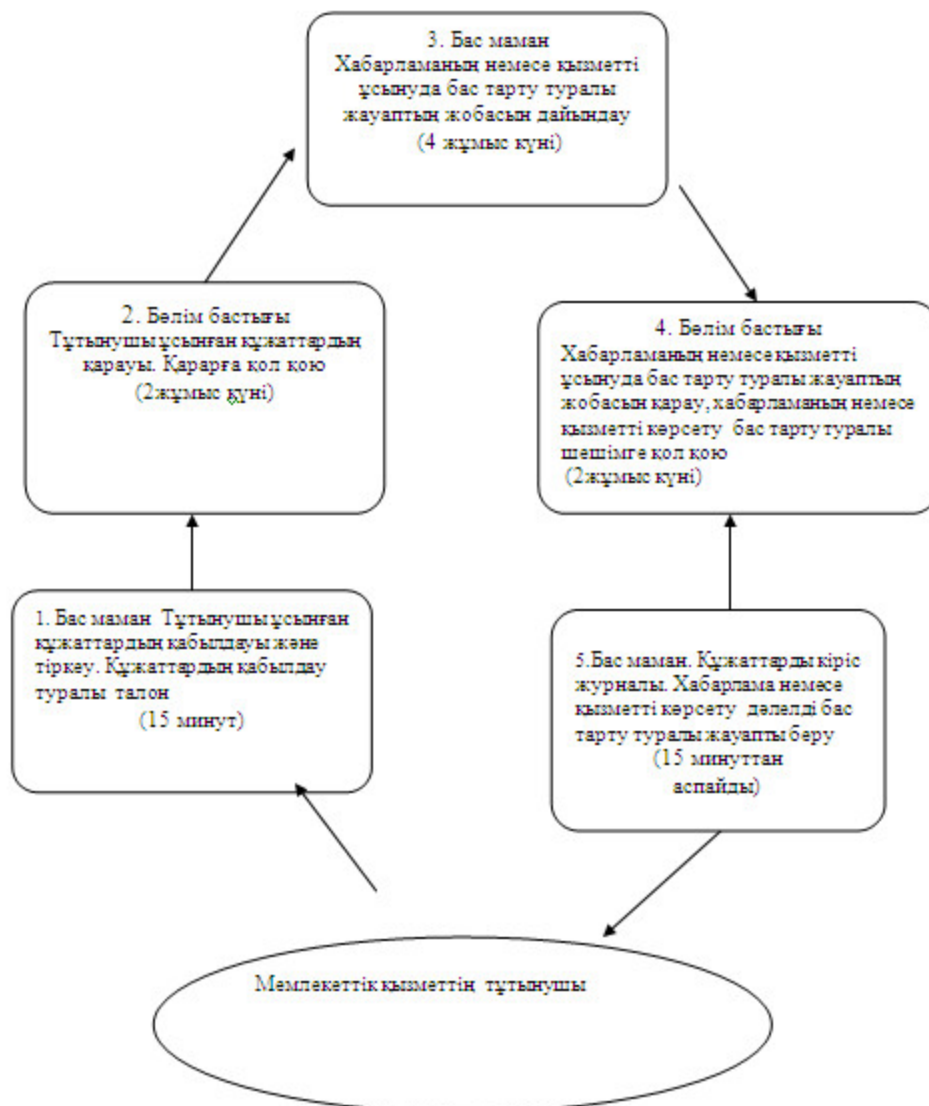 3. Бас маман
Хабарламаның немесе қызметті
ұсынуда бас тарту туралы
жауаптың жобасын дайындау
(4 жұмыс күні)
2. Бөлім бастығы
Тұтынушы ұсынған құжаттардың
қарауы. Қарарға қол қою
(2жұмыс қүні)
4. Бөлім бастығы
Хабарламаның немесе қызметті
ұсынуда бас тарту туралы жауаптың
жобасын қарау, хабарламаның немесе
қызметті көрсету бас тарту туралы
шешімге қол қою
(2жұмыс күні)
1. Бас маман Тұтынушы ұсынған
құжаттардың қабылдауы және
тіркеу. Құжаттардың қабылдау
туралы талон
(15 минут)
5.Бас маман. Құжаттарды кіріс
журналы. Хабарлама немесе
қызметті көрсету дәлелді бас
тарту туралы жауапты беру
(15 минуттан
аспайды)
Мемлекеттік қызметтің тұтынушы